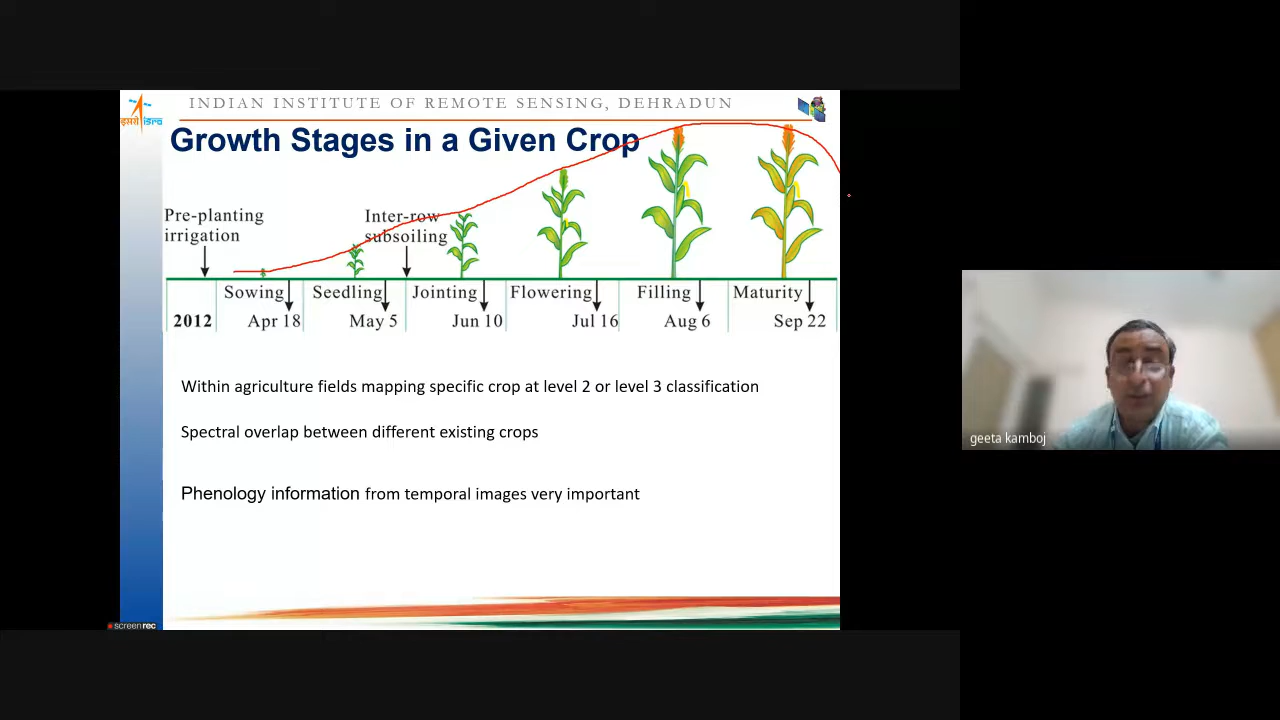 INDIAN INSTITUTE OF REMOTE SENSING, DEHRADUN
इसरो isro
Growth Stages in a Given Crop
Pre-planting
irrigation
Inter-row
subsoiling
Sowing Seedling Jointing Flowering Filling Maturity
2012 Apr 18 May 5 Jun 10 Jul 16 Aug 6 Sep 22
Within agriculture fields mapping specific crop at level 2 or level 3 classification
Spectral overlap between different existing crops
Phenology information from temporal images very important
geeta kamboj
screenrec